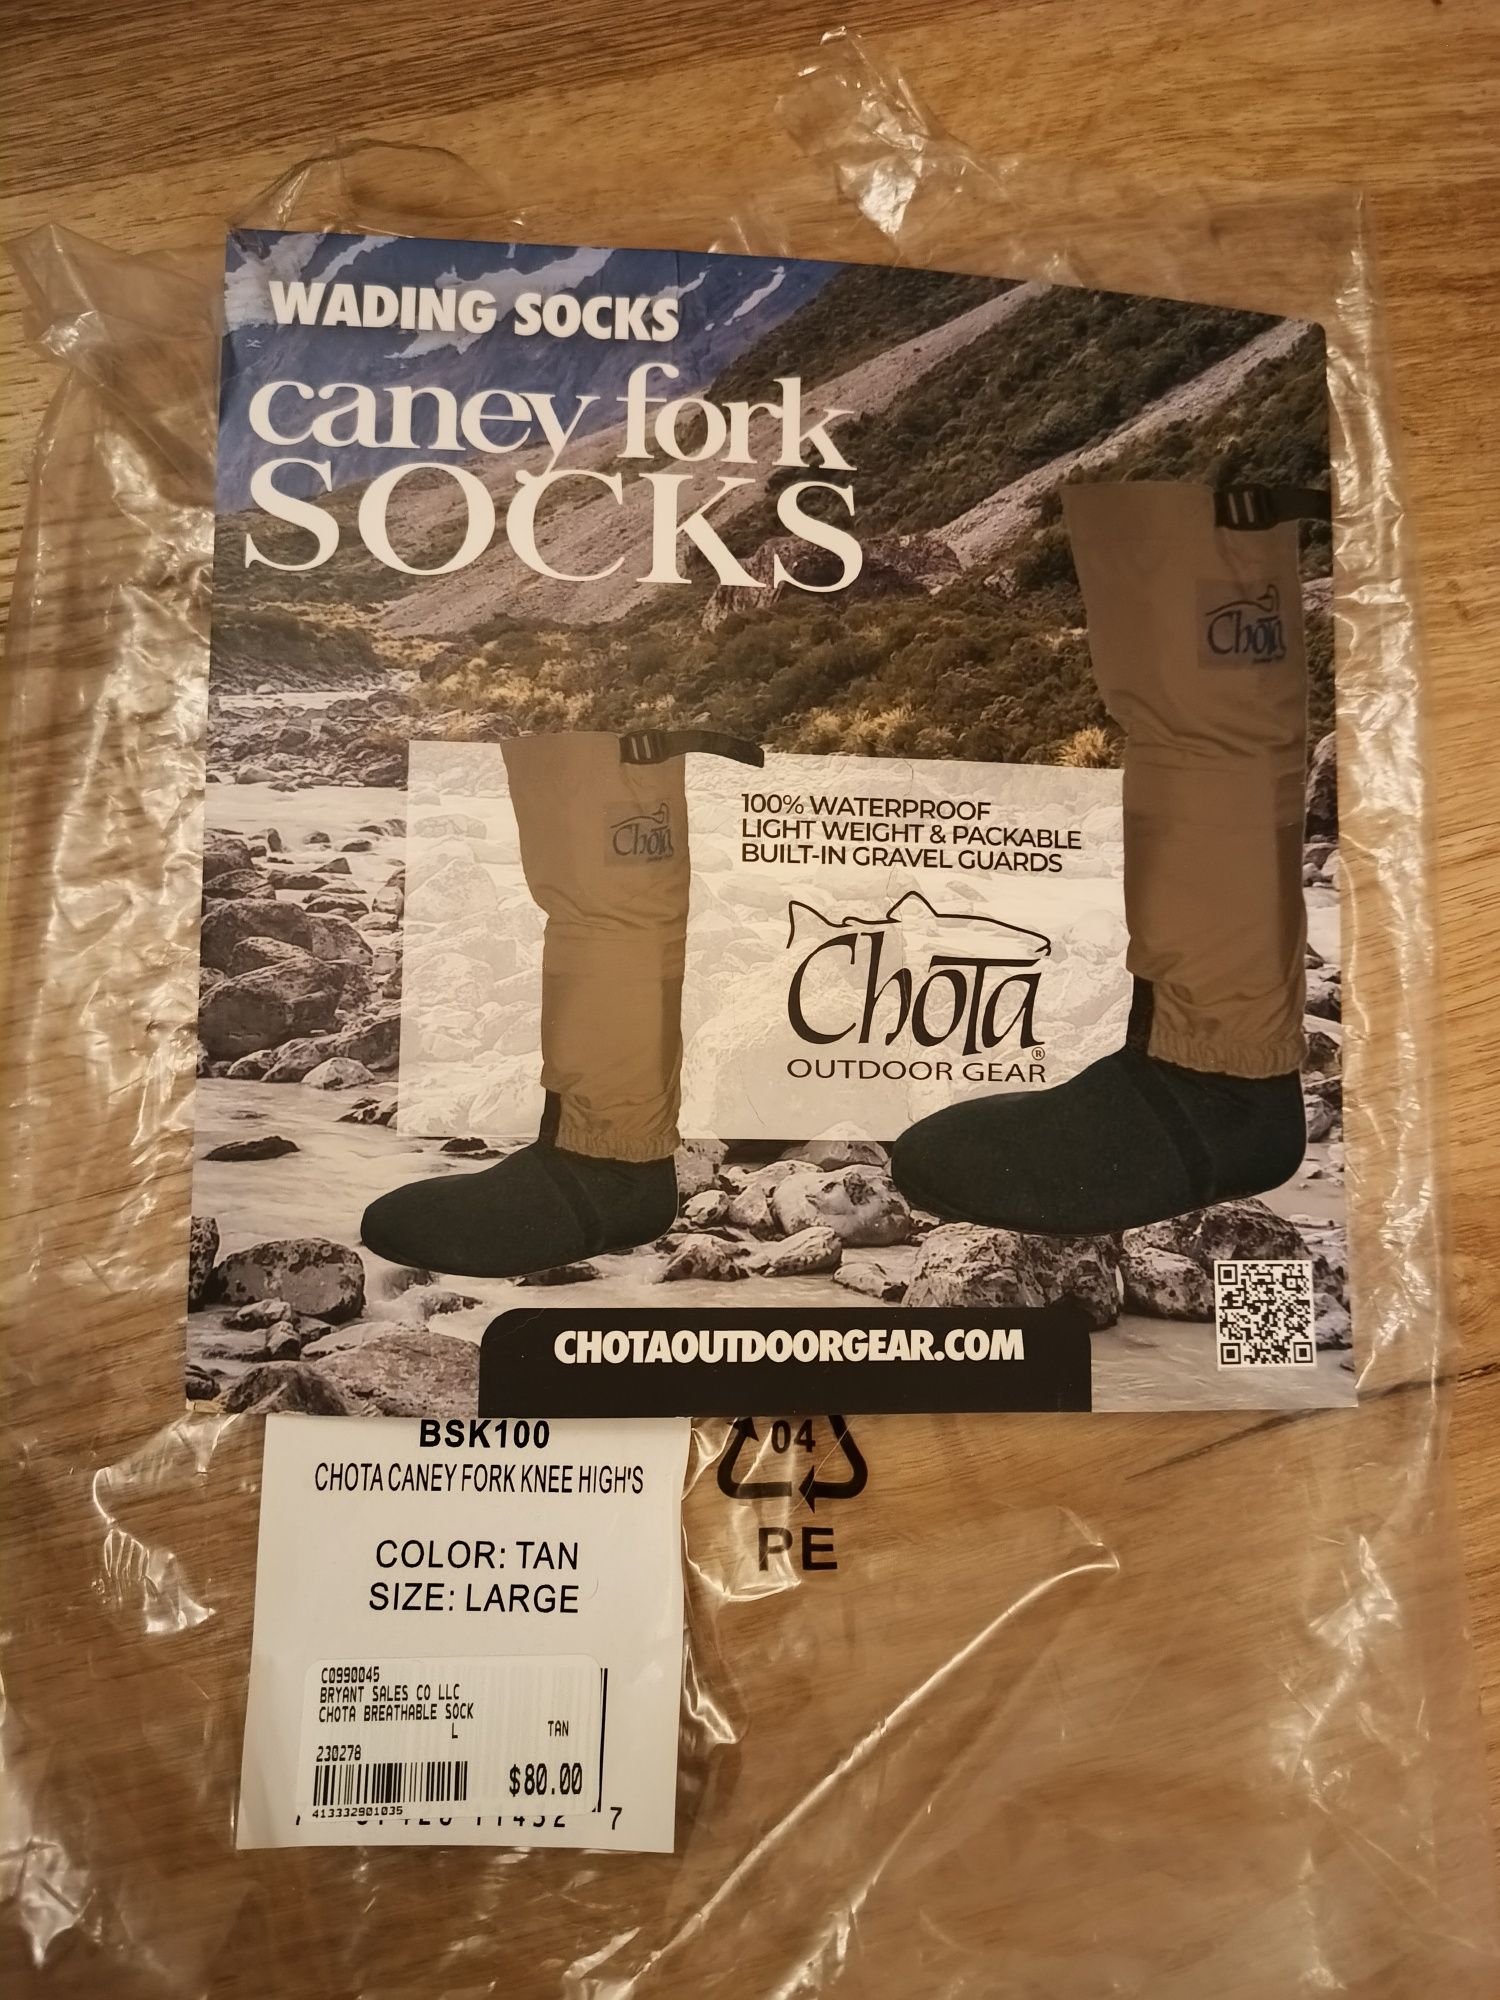 WADING SOCKS
caney fork
SOCKS
Chota
Chota
100% WATERPROOF
LIGHT WEIGHT & PACKABLE
BUILT-IN GRAVEL GUARDS
Chota®
OUTDOOR GEAR
CHOTAOUTDOORGEAR.COM
BSK100
CHOTA CANEY FORK KNEE HIGH'S
COLOR: TAN
SIZE: LARGE
04
PE
C0990045
BRYANT SALES CO LLC
CHOTA BREATHABLE SOCK
L TAN
230278
$80.00
413332901035
7